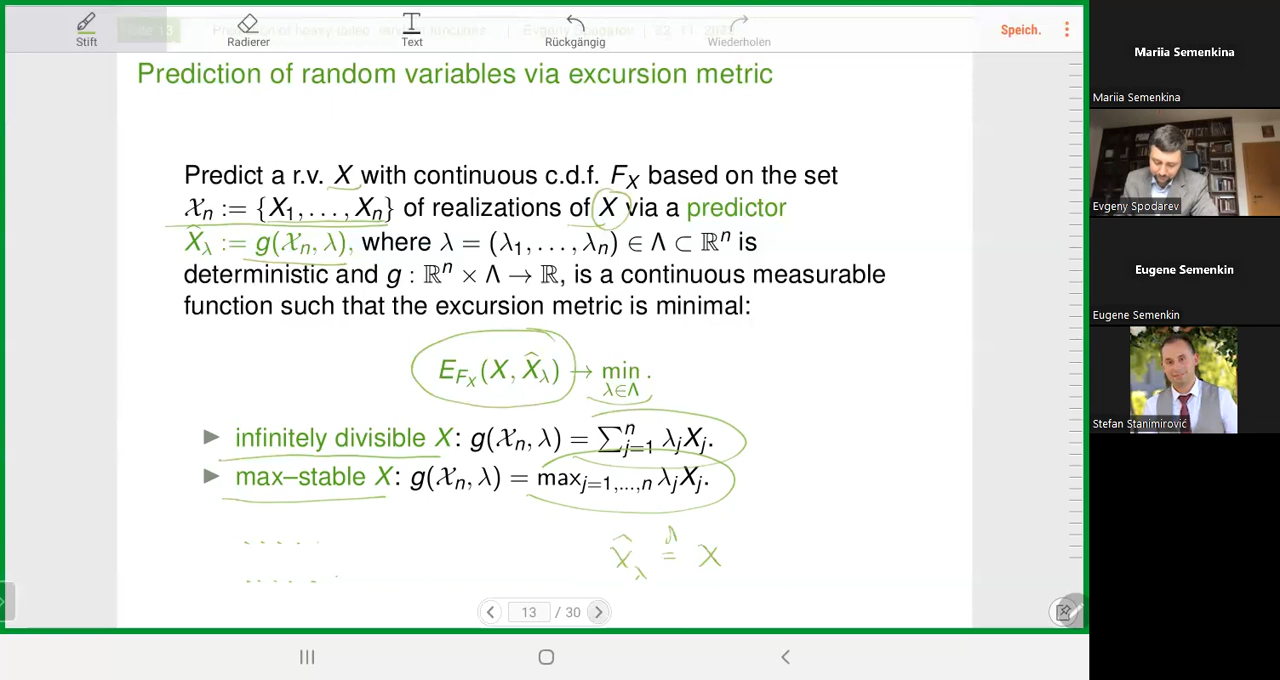 Stift
Radierer
Text
Rückgängig
Wiederholen
Speich.
Prediction of random variables via excursion metric
Predict a r.v. X with continuous c.d.f. F_X based on the set
𝒳_n := {X_1, . . . , X_n} of realizations of X via a predictor
X̂_λ := g(𝒳_n, λ), where λ = (λ_1, . . . , λ_n) ∈ Λ ⊂ ℝ^n is
deterministic and g : ℝ^n × Λ → ℝ, is a continuous measurable
function such that the excursion metric is minimal:
E_{F_X}(X, X̂_λ) → min_{λ∈Λ} .
▶ infinitely divisible X: g(𝒳_n, λ) = ∑_{j=1}^n λ_j X_j.
▶ max–stable X: g(𝒳_n, λ) = max_{j=1,...,n} λ_j X_j.
X̂_λ = X
13 / 30
Mariia Semenkina
Mariia Semenkina
Evgeny Spodarev
Eugene Semenkin
Eugene Semenkin
Stefan Stanimirović